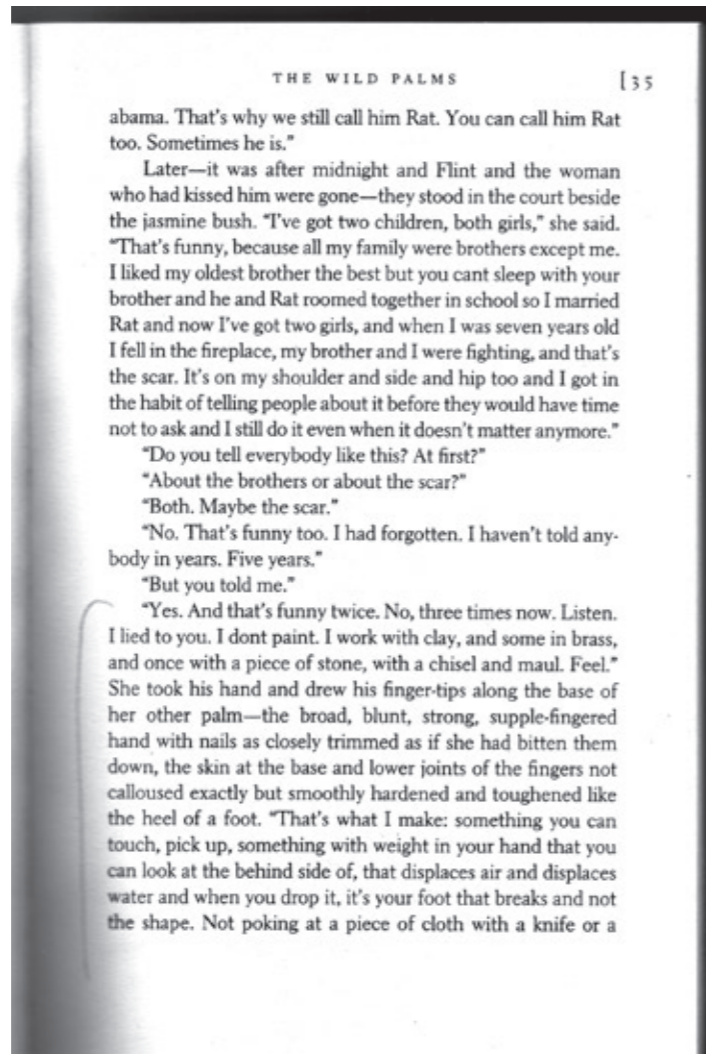 THE WILD PALMS [35
abama. That's why we still call him Rat. You can call him Rat
too. Sometimes he is."
Later—it was after midnight and Flint and the woman
who had kissed him were gone—they stood in the court beside
the jasmine bush. "I've got two children, both girls," she said.
"That's funny, because all my family were brothers except me.
I liked my oldest brother the best but you cant sleep with your
brother and he and Rat roomed together in school so I married
Rat and now I've got two girls, and when I was seven years old
I fell in the fireplace, my brother and I were fighting, and that's
the scar. It's on my shoulder and side and hip too and I got in
the habit of telling people about it before they would have time
not to ask and I still do it even when it doesn't matter anymore."
"Do you tell everybody like this? At first?"
"About the brothers or about the scar?"
"Both. Maybe the scar."
"No. That's funny too. I had forgotten. I haven't told any-
body in years. Five years."
"But you told me."
"Yes. And that's funny twice. No, three times now. Listen.
I lied to you. I dont paint. I work with clay, and some in brass,
and once with a piece of stone, with a chisel and maul. Feel."
She took his hand and drew his finger-tips along the base of
her other palm—the broad, blunt, strong, supple-fingered
hand with nails as closely trimmed as if she had bitten them
down, the skin at the base and lower joints of the fingers not
calloused exactly but smoothly hardened and toughened like
the heel of a foot. "That's what I make: something you can
touch, pick up, something with weight in your hand that you
can look at the behind side of, that displaces air and displaces
water and when you drop it, it's your foot that breaks and not
the shape. Not poking at a piece of cloth with a knife or a